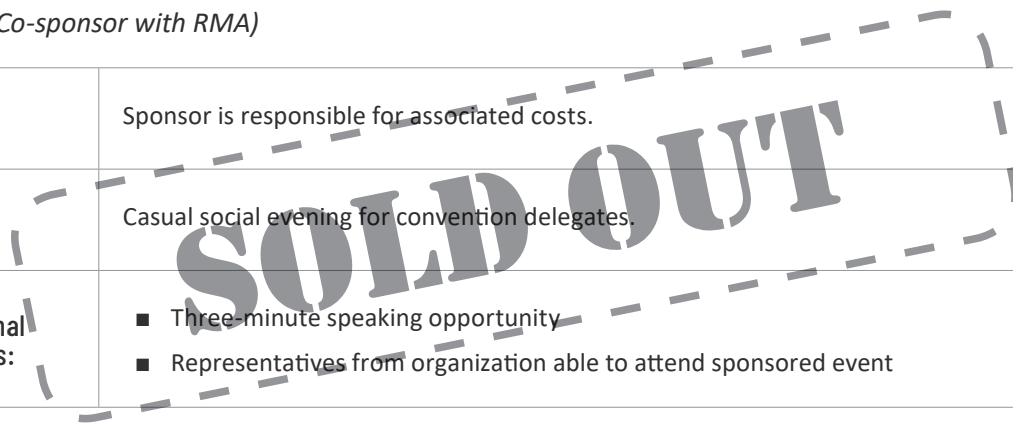 Co-sponsor with RMA)
Sponsor is responsible for associated costs.
Casual social evening for convention delegates.
SOLD OUT
nal
s:
■ Three-minute speaking opportunity
■ Representatives from organization able to attend sponsored event